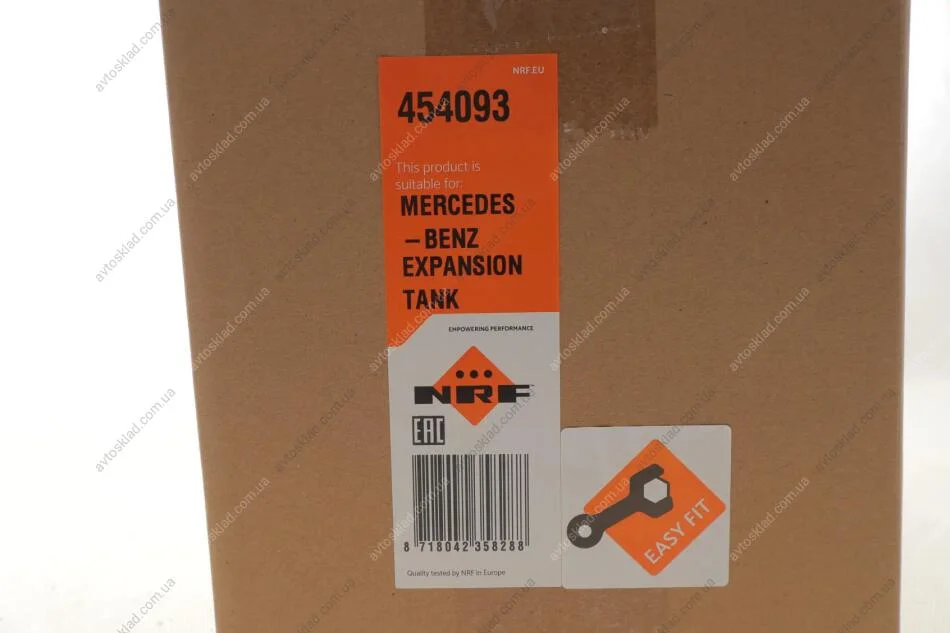 NRF.EU
454093
This product is
suitable for:
MERCEDES
-BENZ
EXPANSION
TANK
EMPOWERING PERFORMANCE
NRF
EAC
8 718042 358288
Quality tested by NRF in Europe
EASY FIT
avtosklad.com.ua